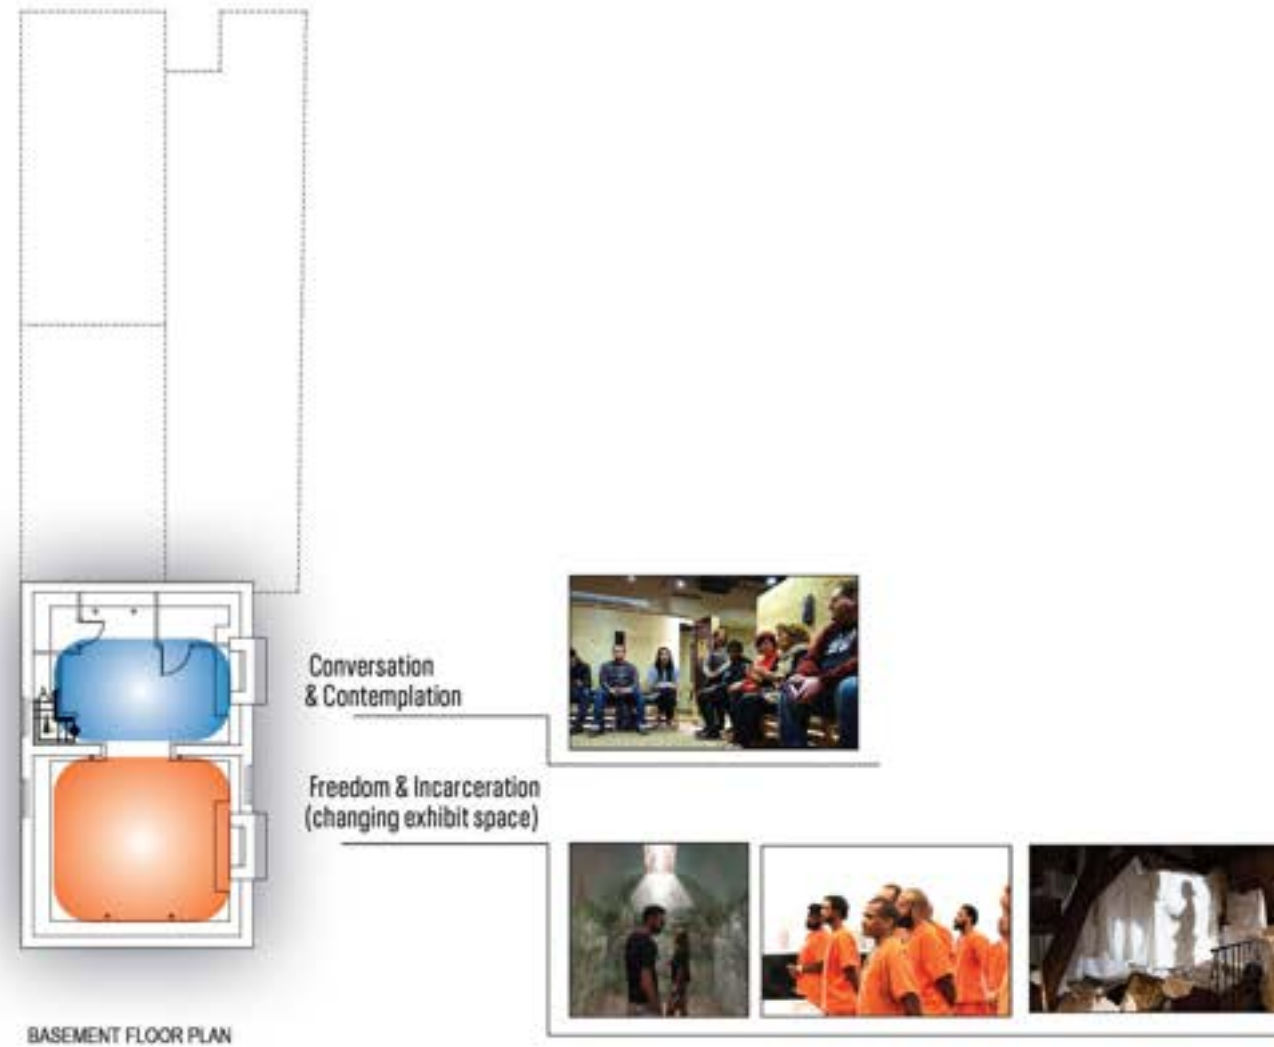 Conversation
& Contemplation
Freedom & Incarceration
(changing exhibit space)
BASEMENT FLOOR PLAN